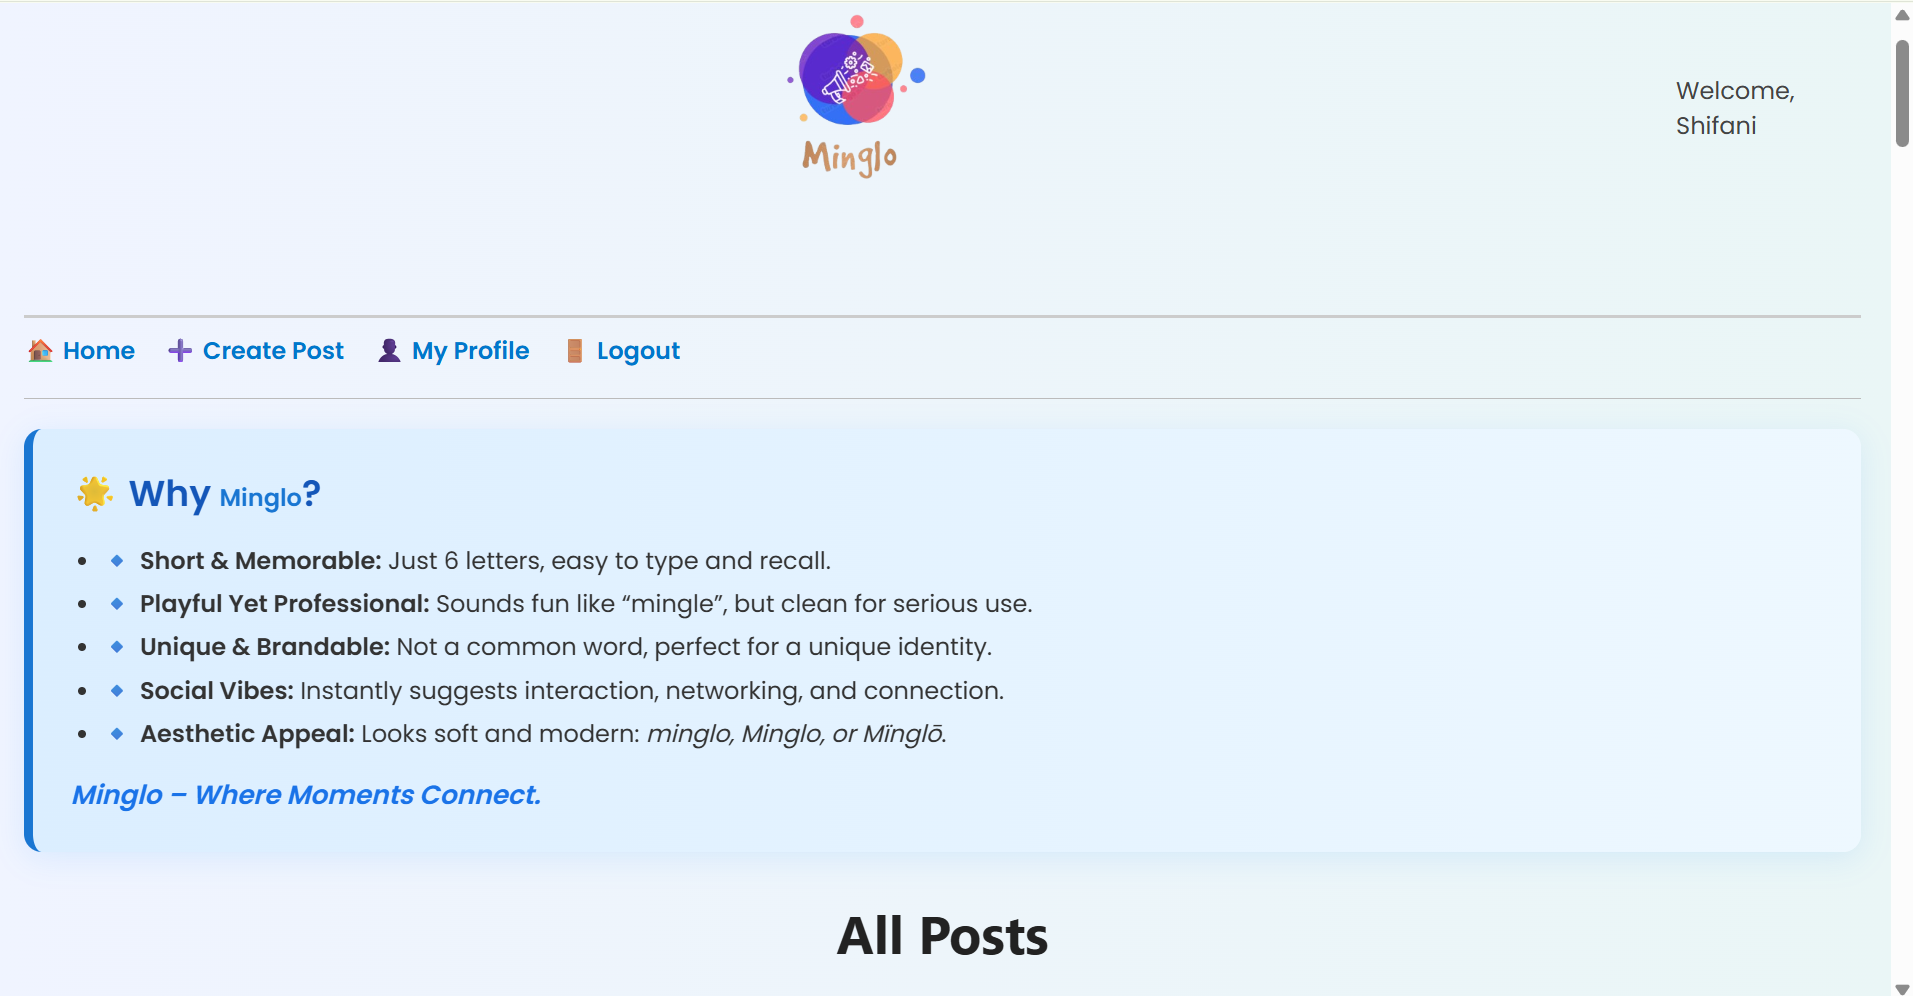 Minglo
Welcome,
Shifani
Home Create Post My Profile Logout
Why Minglo?
Short & Memorable: Just 6 letters, easy to type and recall.
Playful Yet Professional: Sounds fun like “mingle”, but clean for serious use.
Unique & Brandable: Not a common word, perfect for a unique identity.
Social Vibes: Instantly suggests interaction, networking, and connection.
Aesthetic Appeal: Looks soft and modern: minglo, Minglo, or Mïnglō.
Minglo – Where Moments Connect.
All Posts